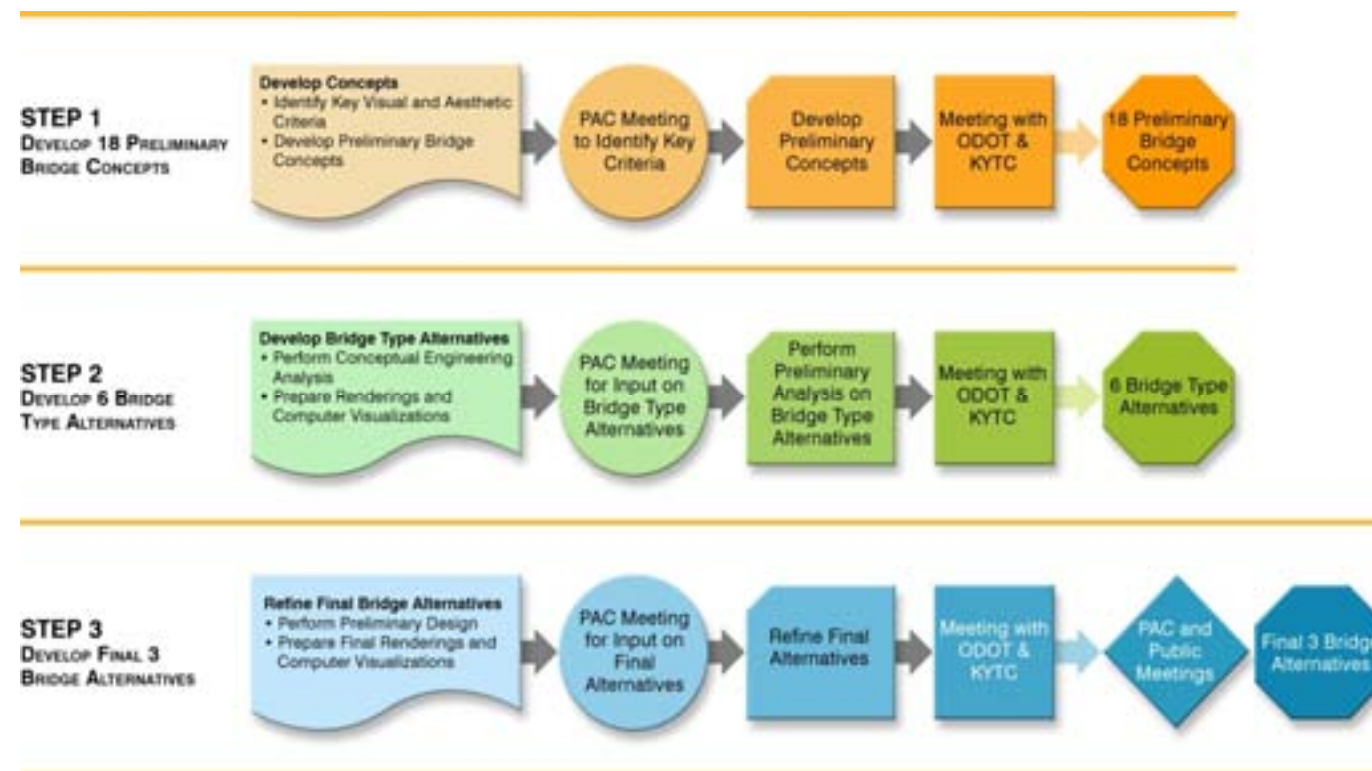 STEP 1
DEVELOP 18 PRELIMINARY
BRIDGE CONCEPTS
Develop Concepts
• Identify Key Visual and Aesthetic
Criteria
• Develop Preliminary Bridge
Concepts
PAC Meeting
to Identify Key
Criteria
Develop
Preliminary
Concepts
Meeting with
ODOT &
KYTC
18 Preliminary
Bridge
Concepts
STEP 2
DEVELOP 6 BRIDGE
TYPE ALTERNATIVES
Develop Bridge Type Alternatives
• Perform Conceptual Engineering
Analysis
• Prepare Renderings and
Computer Visualizations
PAC Meeting
for Input on
Bridge Type
Alternatives
Perform
Preliminary
Analysis on
Bridge Type
Alternatives
Meeting with
ODOT &
KYTC
6 Bridge Type
Alternatives
STEP 3
DEVELOP FINAL 3
BRIDGE ALTERNATIVES
Refine Final Bridge Alternatives
• Perform Preliminary Design
• Prepare Final Renderings and
Computer Visualizations
PAC Meeting
for Input on
Final
Alternatives
Refine Final
Alternatives
Meeting with
ODOT &
KYTC
PAC and
Public
Meetings
Final 3 Bridge
Alternatives